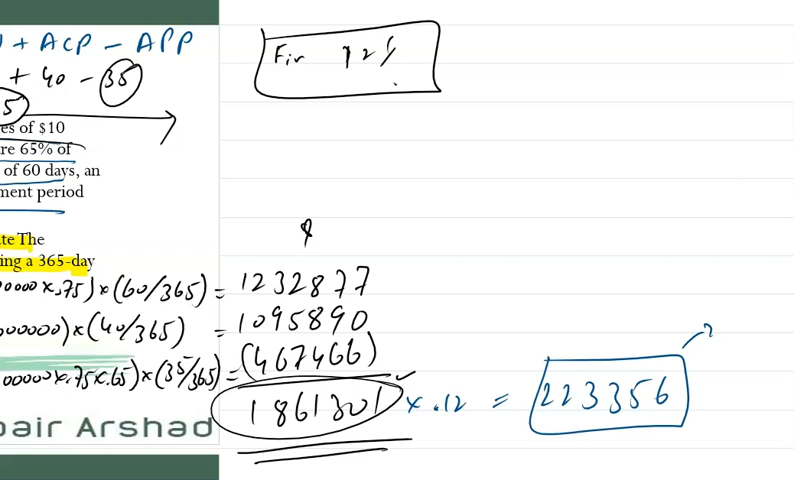 + ACP - APP
+ 40 - 35
5
Fin 12%
es of $10
re 65% of
of 60 days, an
ment period
te The
ing a 365-day
$
00000 x .75) x (60/365) = 1232877
000000) x (40/365) = 1095890
00000 x .75 x .65) x (35/365) = (467466)
1861301 x .12 = 223356
bair Arshad